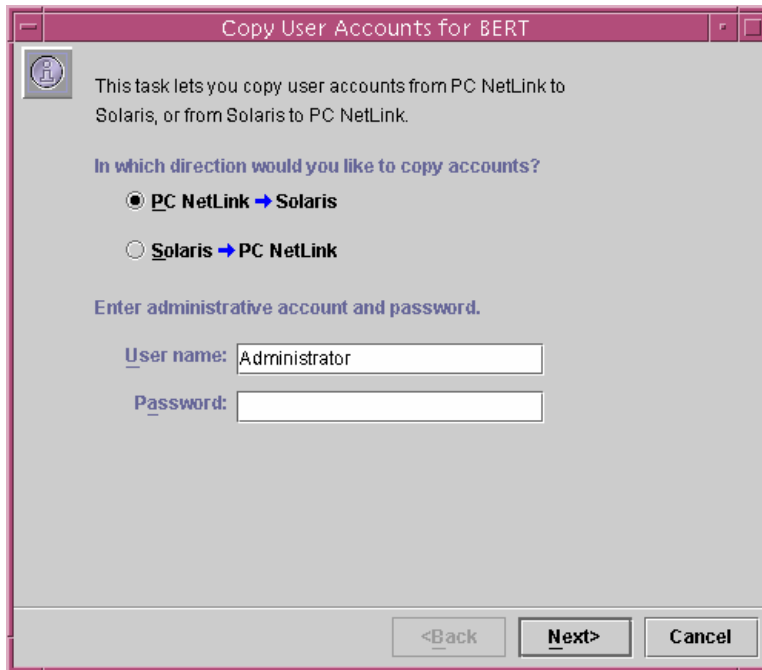 Copy User Accounts for BERT
This task lets you copy user accounts from PC NetLink to
Solaris, or from Solaris to PC NetLink.
In which direction would you like to copy accounts?
PC NetLink → Solaris
Solaris → PC NetLink
Enter administrative account and password.
User name: Administrator
Password:
<Back Next> Cancel